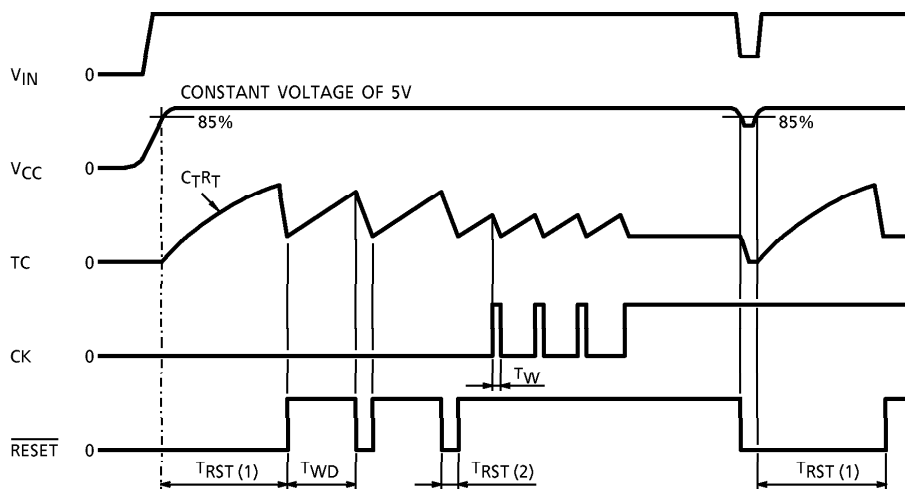 VIN 0
CONSTANT VOLTAGE OF 5V
85% 85%
VCC 0
CTRT
TC 0
CK 0
TW
RESET 0
TRST (1) TWD TRST (2) TRST (1)